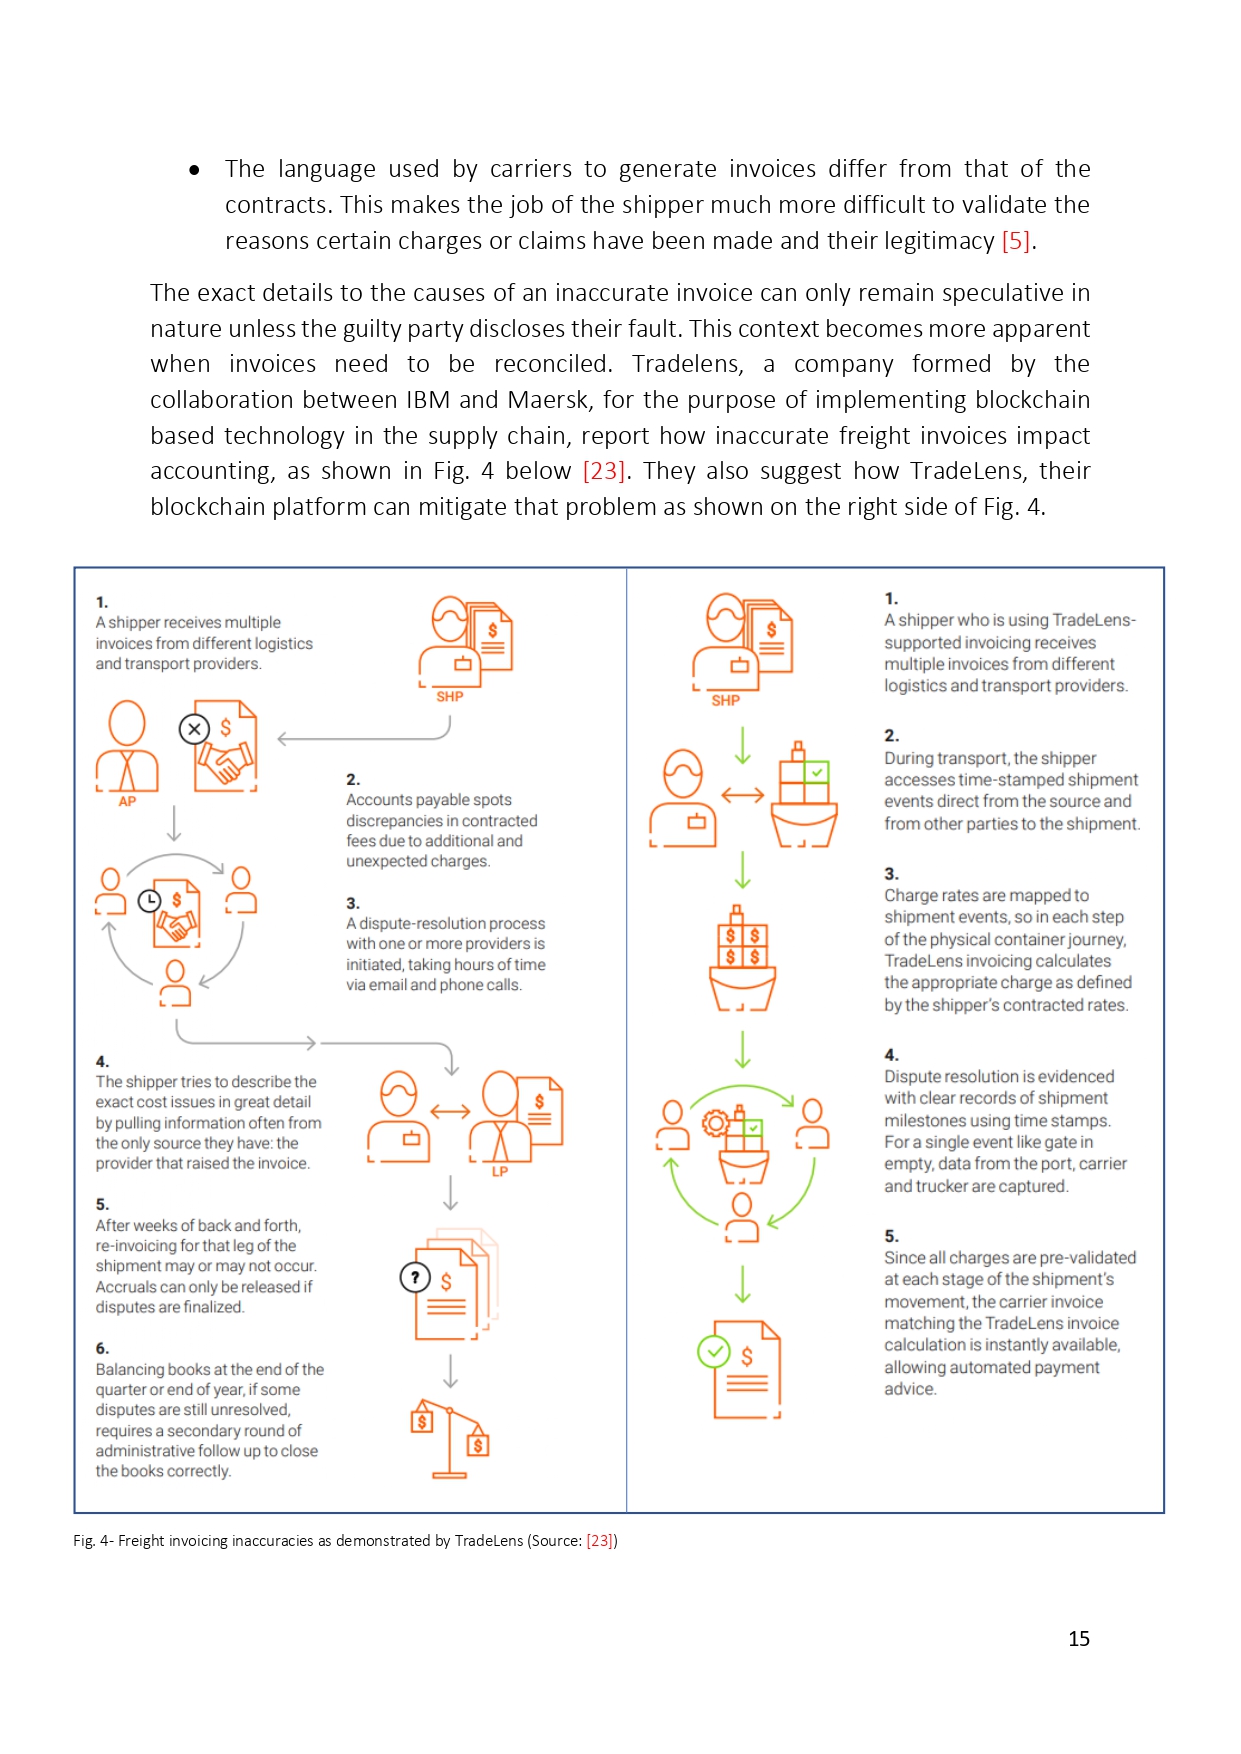 ● The language used by carriers to generate invoices differ from that of the
contracts. This makes the job of the shipper much more difficult to validate the
reasons certain charges or claims have been made and their legitimacy [5].
The exact details to the causes of an inaccurate invoice can only remain speculative in
nature unless the guilty party discloses their fault. This context becomes more apparent
when invoices need to be reconciled. Tradelens, a company formed by the
collaboration between IBM and Maersk, for the purpose of implementing blockchain
based technology in the supply chain, report how inaccurate freight invoices impact
accounting, as shown in Fig. 4 below [23]. They also suggest how TradeLens, their
blockchain platform can mitigate that problem as shown on the right side of Fig. 4.
1.
A shipper receives multiple
invoices from different logistics
and transport providers.
$
SHP
$
AP
2.
Accounts payable spots
discrepancies in contracted
fees due to additional and
unexpected charges.
$
3.
A dispute-resolution process
with one or more providers is
initiated, taking hours of time
via email and phone calls.
4.
The shipper tries to describe the
exact cost issues in great detail
by pulling information often from
the only source they have: the
provider that raised the invoice.
$
LP
5.
After weeks of back and forth,
re-invoicing for that leg of the
shipment may or may not occur.
Accruals can only be released if
disputes are finalized.
? $
6.
Balancing books at the end of the
quarter or end of year, if some
disputes are still unresolved,
requires a secondary round of
administrative follow up to close
the books correctly.
$
$
$
SHP
1.
A shipper who is using TradeLens-
supported invoicing receives
multiple invoices from different
logistics and transport providers.
2.
During transport, the shipper
accesses time-stamped shipment
events direct from the source and
from other parties to the shipment.
$ $
$ $
3.
Charge rates are mapped to
shipment events, so in each step
of the physical container journey,
TradeLens invoicing calculates
the appropriate charge as defined
by the shipper's contracted rates.
4.
Dispute resolution is evidenced
with clear records of shipment
milestones using time stamps.
For a single event like gate in
empty, data from the port, carrier
and trucker are captured.
5.
Since all charges are pre-validated
at each stage of the shipment's
movement, the carrier invoice
matching the TradeLens invoice
calculation is instantly available,
allowing automated payment
advice.
$
Fig. 4- Freight invoicing inaccuracies as demonstrated by TradeLens (Source: [23])
15